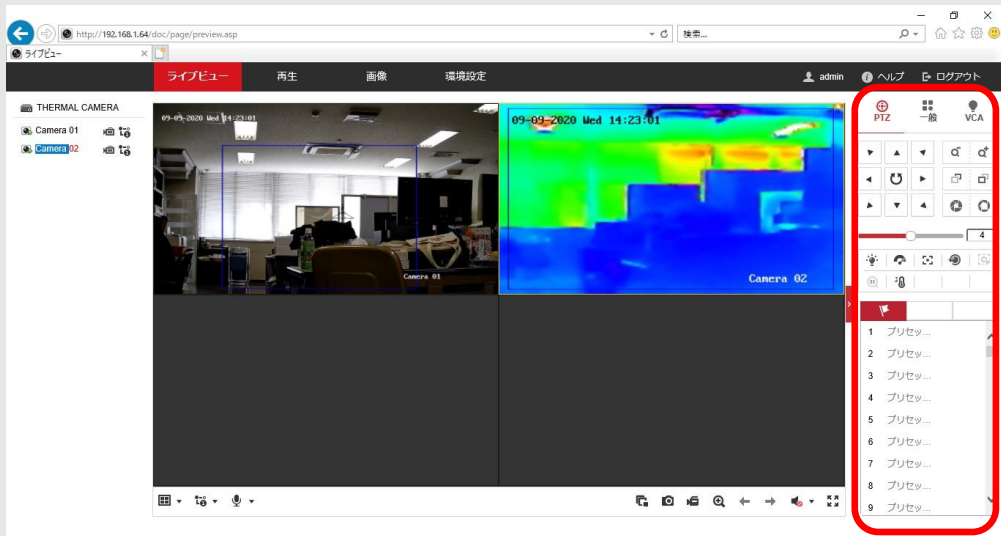 http://192.168.1.64/doc/page/preview.asp
検索...
ライブビュー
ライブビュー 再生 画像 環境設定
admin ヘルプ ログアウト
THERMAL CAMERA
Camera 01
Camera 02
09-09-2020 Wed 14:23:01
Camera 01
09-09-2020 Wed 14:23:01
Camera 02
PTZ 一般 VCA
4
1 プリセッ...
2 プリセッ...
3 プリセッ...
4 プリセッ...
5 プリセッ...
6 プリセッ...
7 プリセッ...
8 プリセッ...
9 プリセッ...